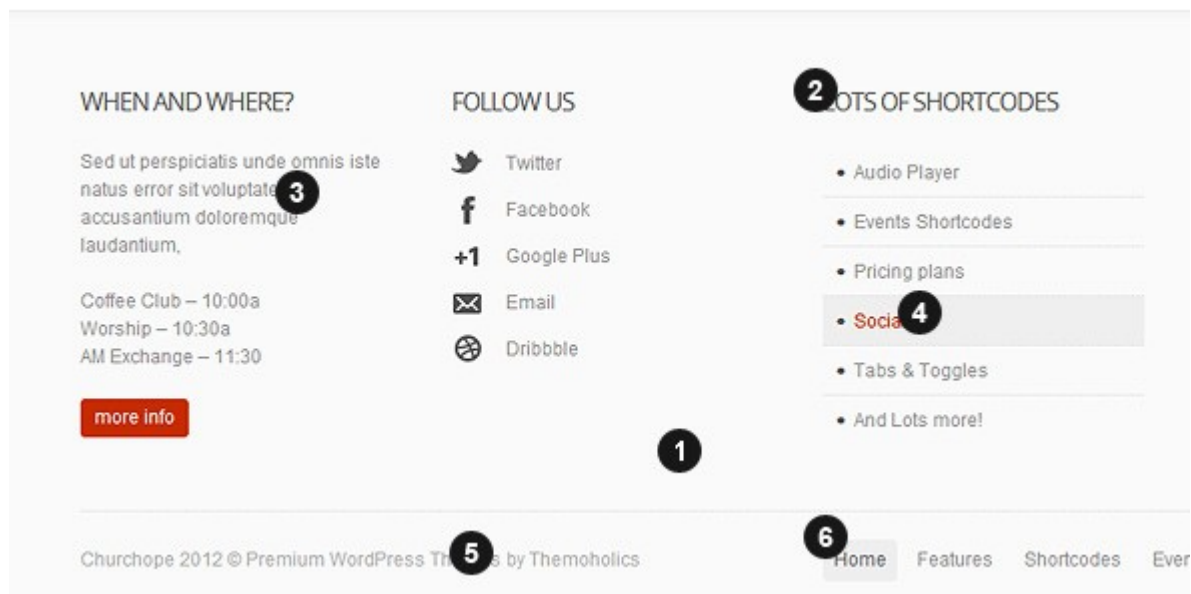 WHEN AND WHERE?
Sed ut perspiciatis unde omnis iste
natus error sit voluptate
accusantium doloremque
laudantium,
Coffee Club – 10:00a
Worship – 10:30a
AM Exchange – 11:30
more info
FOLLOW US
Twitter
Facebook
+1 Google Plus
Email
Dribbble
2
OTS OF SHORTCODES
• Audio Player
• Events Shortcodes
• Pricing plans
• Socia
• Tabs & Toggles
• And Lots more!
3
4
1
5
6
Churchope 2012 © Premium WordPress Th s by Themoholics
Home Features Shortcodes Even